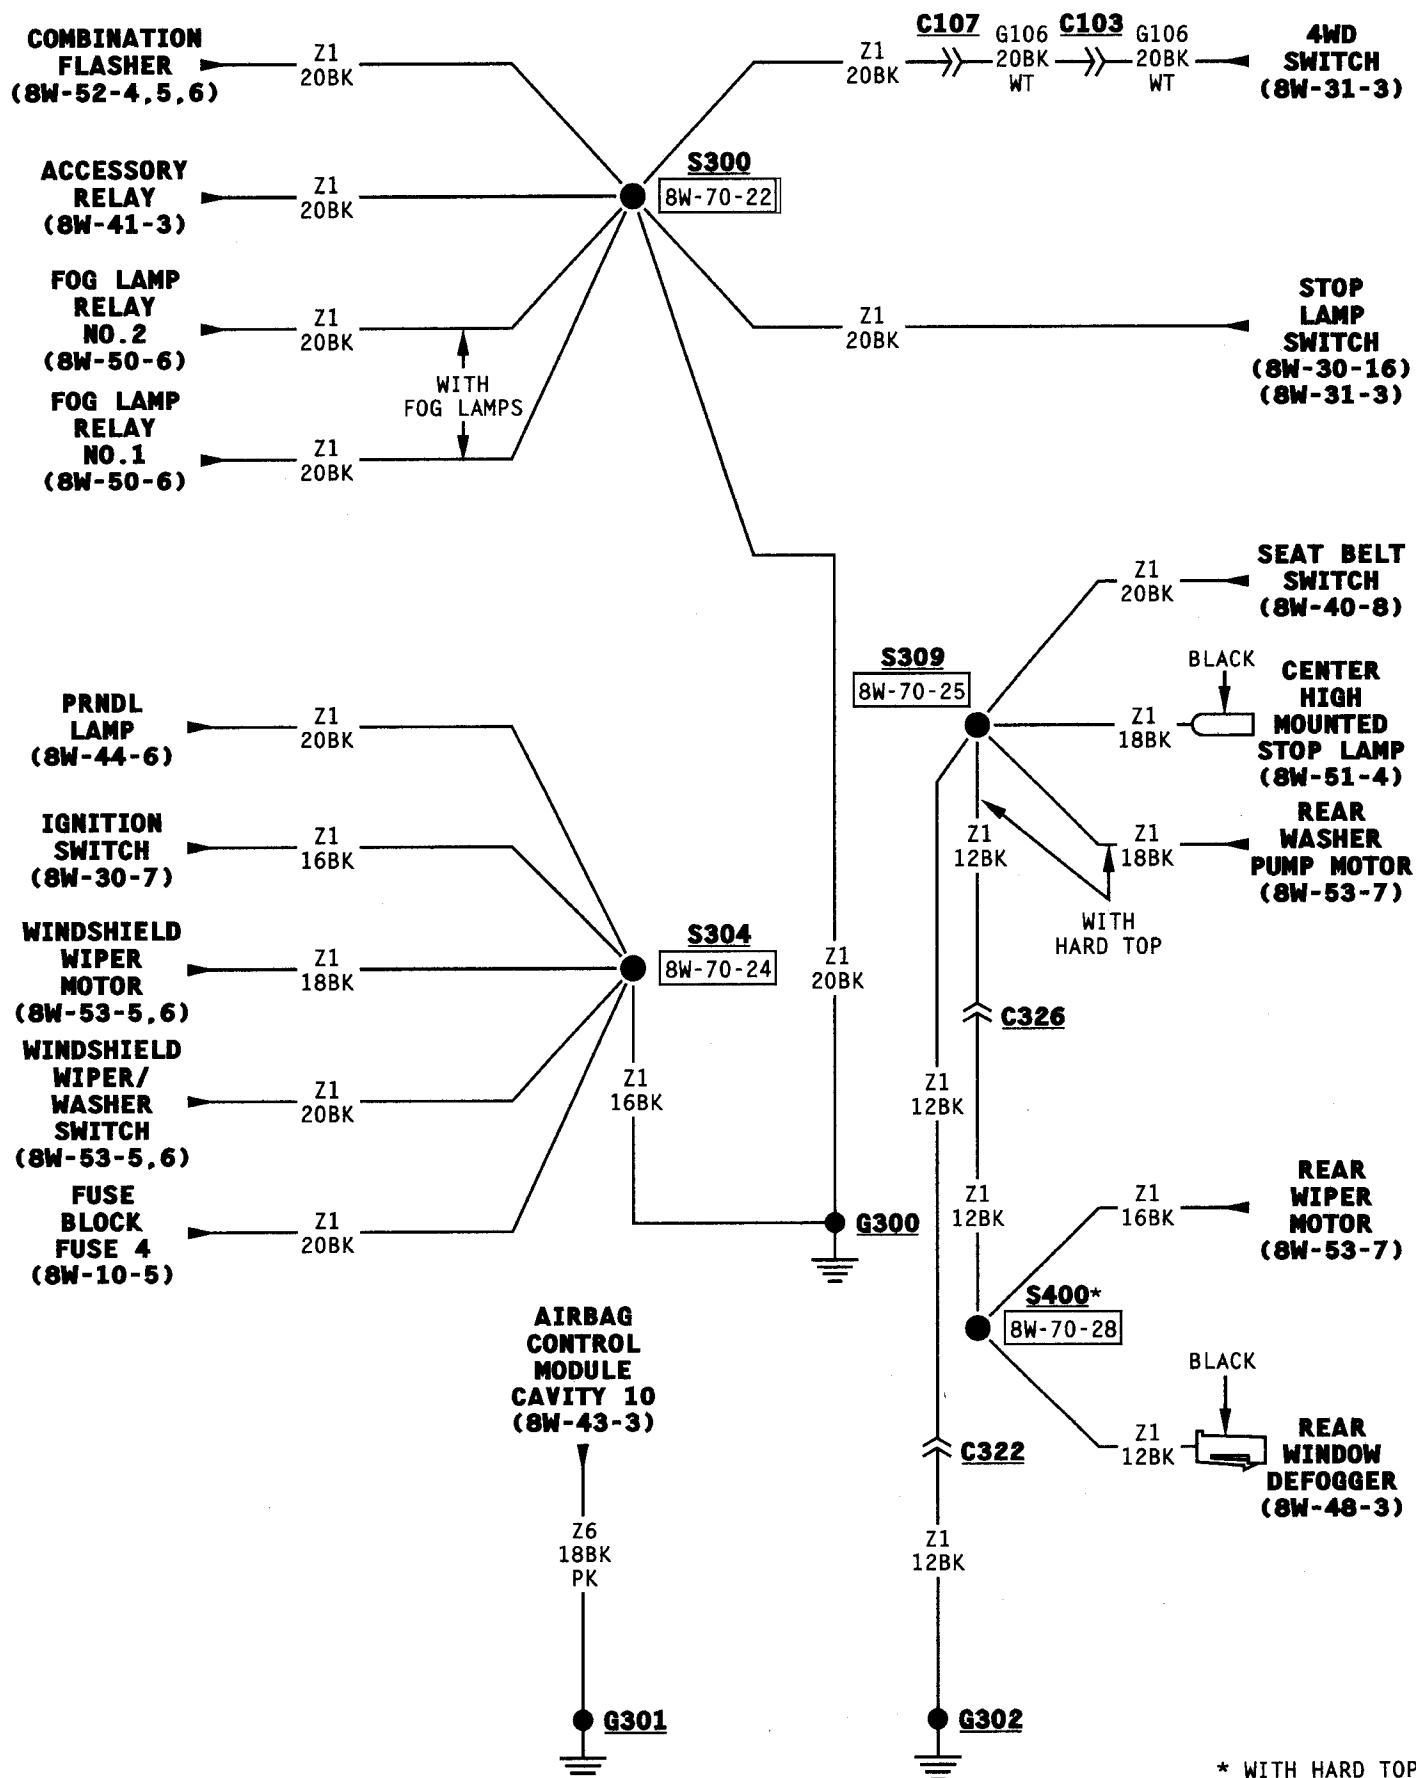 COMBINATION
FLASHER
(8W-52-4,5,6)
Z1
20BK
Z1
20BK
C107
G106
20BK
WT
C103
G106
20BK
WT
4WD
SWITCH
(8W-31-3)
ACCESSORY
RELAY
(8W-41-3)
Z1
20BK
S300
8W-70-22
FOG LAMP
RELAY
NO.2
(8W-50-6)
Z1
20BK
WITH
FOG LAMPS
Z1
20BK
STOP
LAMP
SWITCH
(8W-30-16)
(8W-31-3)
FOG LAMP
RELAY
NO.1
(8W-50-6)
Z1
20BK
Z1
20BK
SEAT BELT
SWITCH
(8W-40-8)
S309
8W-70-25
BLACK
Z1
18BK
CENTER
HIGH
MOUNTED
STOP LAMP
(8W-51-4)
PRNDL
LAMP
(8W-44-6)
Z1
20BK
IGNITION
SWITCH
(8W-30-7)
Z1
16BK
Z1
12BK
Z1
18BK
REAR
WASHER
PUMP MOTOR
(8W-53-7)
WITH
HARD TOP
WINDSHIELD
WIPER
MOTOR
(8W-53-5,6)
Z1
18BK
S304
8W-70-24
Z1
20BK
C326
WINDSHIELD
WIPER/
WASHER
SWITCH
(8W-53-5,6)
Z1
20BK
Z1
16BK
Z1
12BK
FUSE
BLOCK
FUSE 4
(8W-10-5)
Z1
20BK
G300
Z1
12BK
Z1
16BK
REAR
WIPER
MOTOR
(8W-53-7)
S400*
8W-70-28
AIRBAG
CONTROL
MODULE
CAVITY 10
(8W-43-3)
BLACK
C322
Z1
12BK
REAR
WINDOW
DEFOGGER
(8W-48-3)
Z6
18BK
PK
Z1
12BK
G301
G302
* WITH HARD TOP